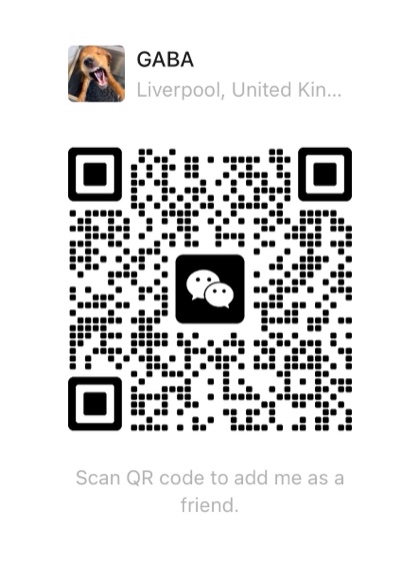 GABA
Liverpool, United Kin...
Scan QR code to add me as a
friend.